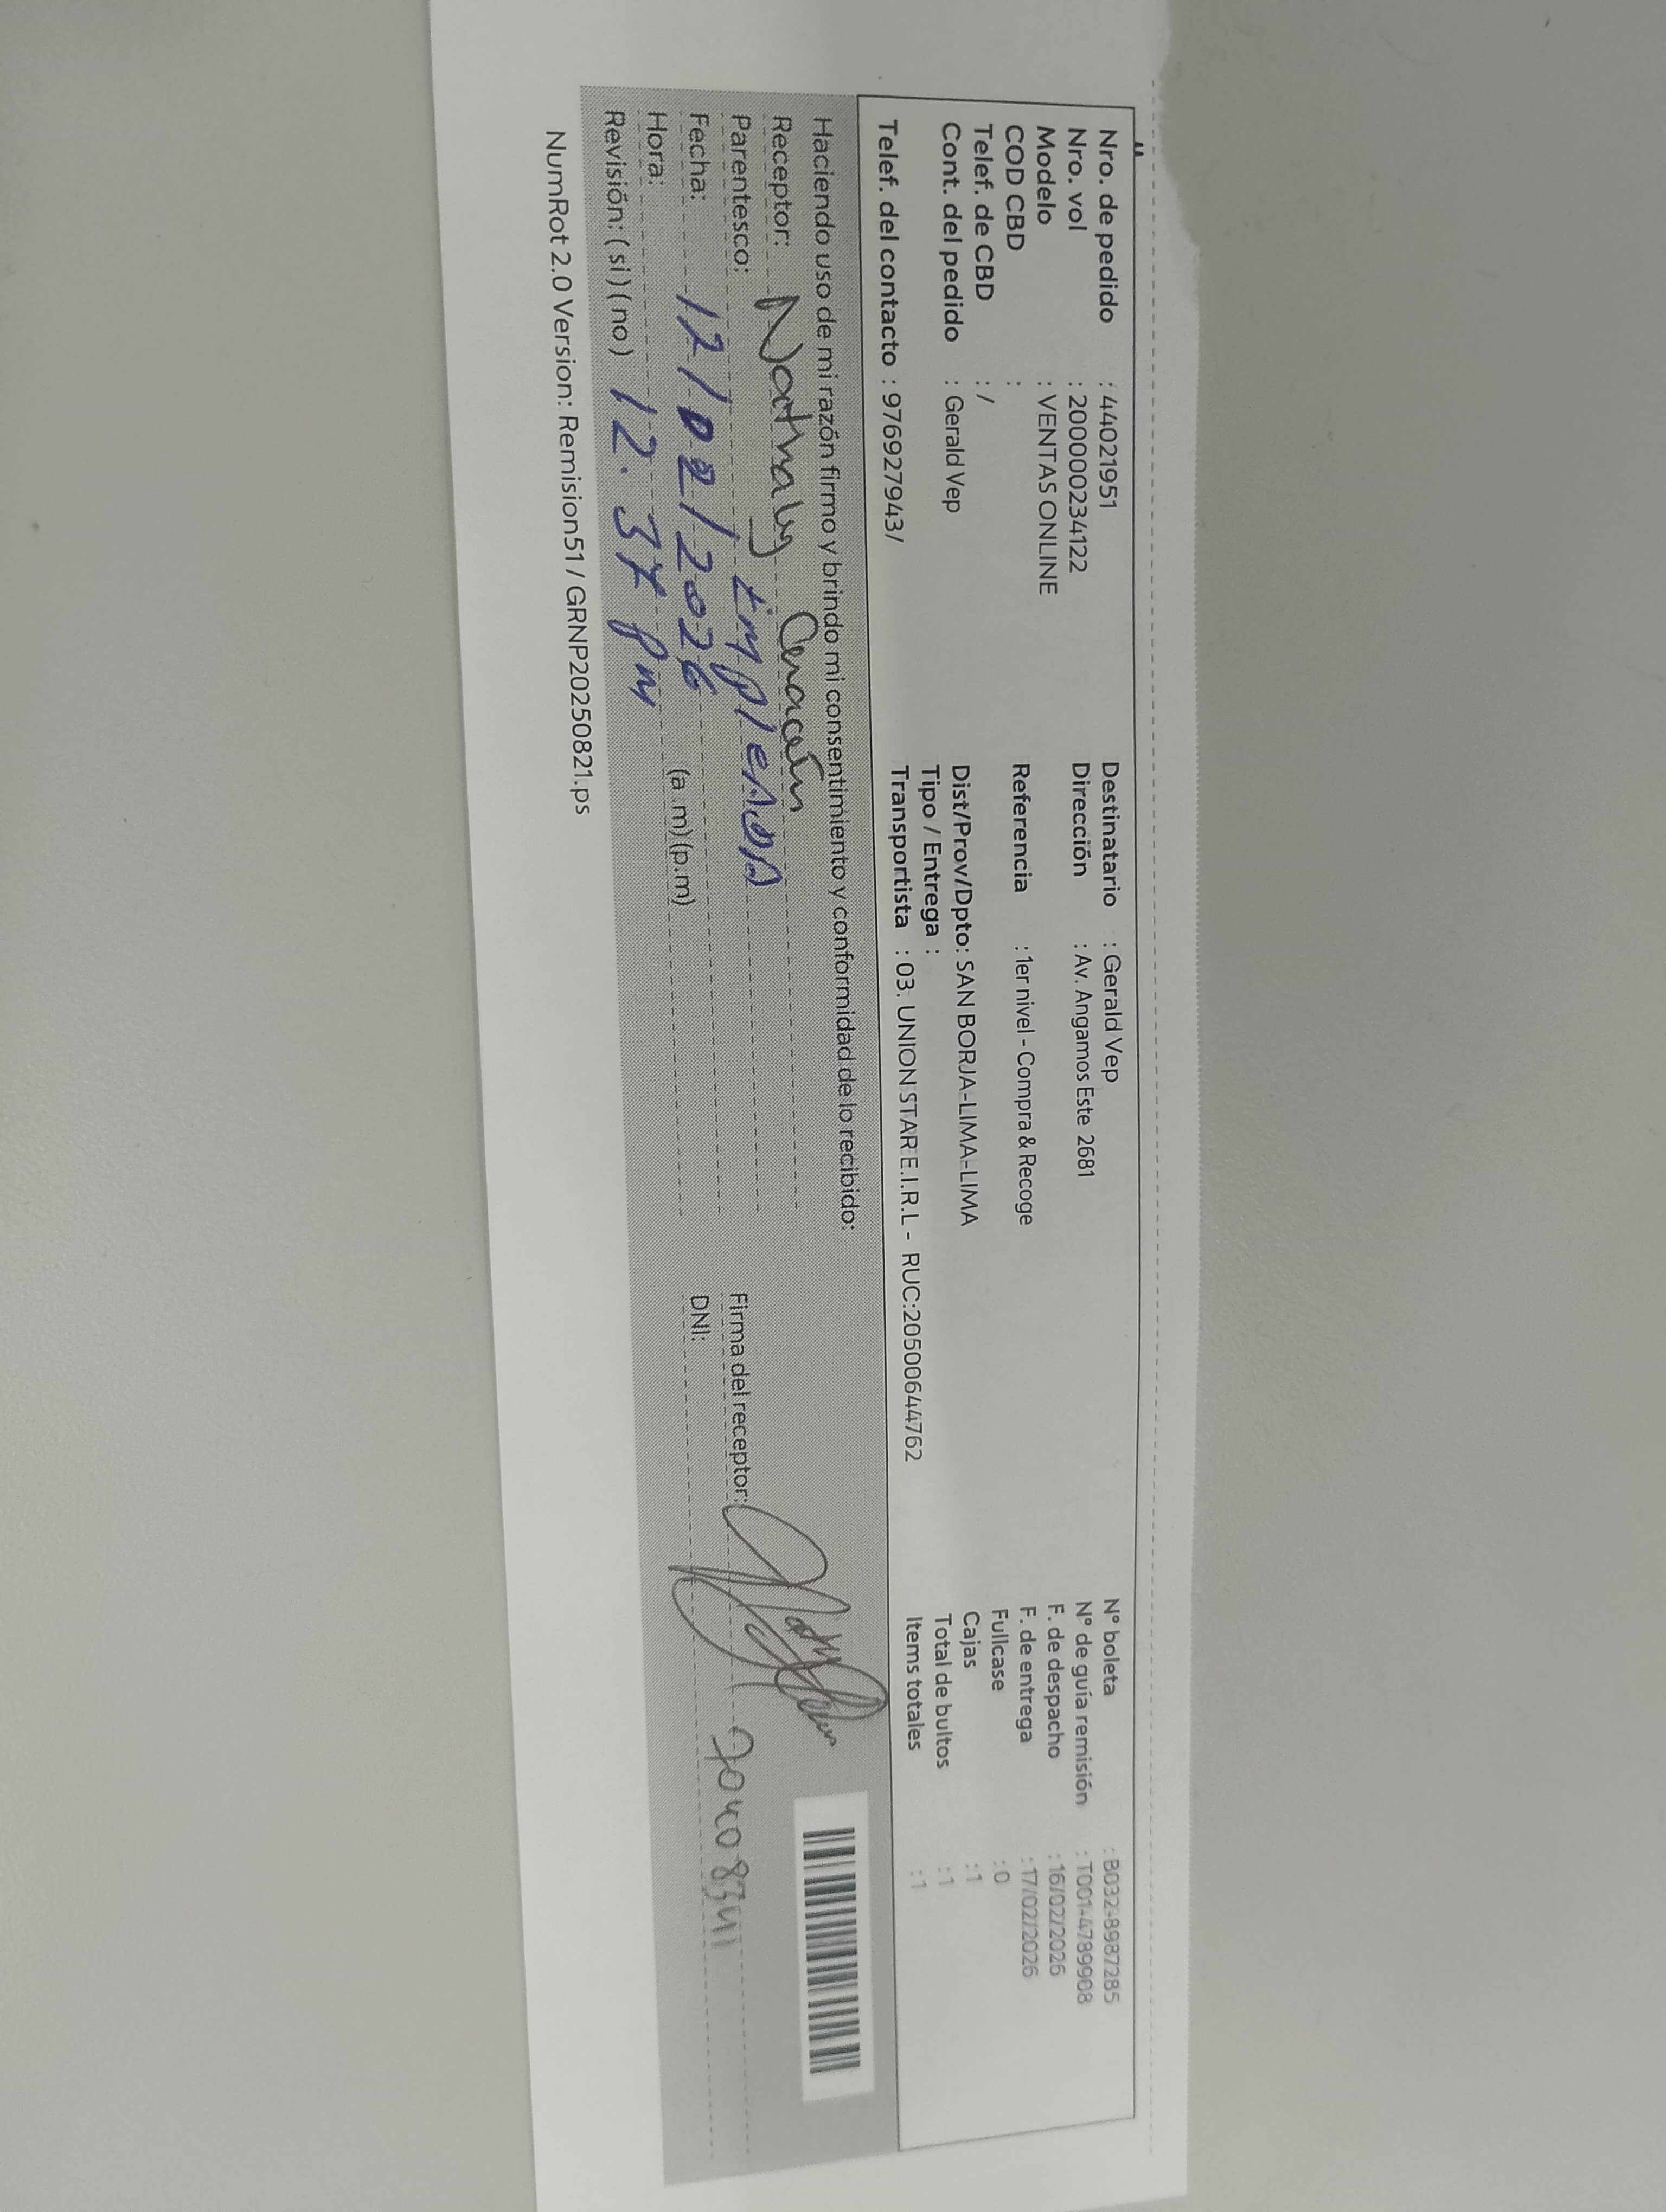 Nro. de pedido : 44021951
Nro. vol : 2000000234122
Modelo : VENTAS ONLINE
COD CBD :
Telef. de CBD : /
Cont. del pedido : Gerald Vep
Telef. del contacto : 976927943/
Destinatario : Gerald Vep
Dirección : Av. Angamos Este 2681
Referencia : 1er nivel - Compra & Recoge
Dist/Prov/Dpto: SAN BORJA-LIMA-LIMA
Tipo / Entrega :
Transportista : 03. UNION STAR E.I.R.L - RUC:20500644762
N° boleta : B032-8987285
N° de guía remisión : T001-4789908
F. de despacho : 16/02/2026
F. de entrega : 17/02/2026
Fullcase : 0
Cajas : 1
Total de bultos : 1
Items totales : 1
Haciendo uso de mi razón firmo y brindo mi consentimiento y conformidad de lo recibido:
Receptor: Nathaly
Parentesco: EMPLEADA
Fecha: 17/02/2026
Hora: 12:37 PM (a.m)(p.m)
Revisión: (si)(no)
Firma del receptor:
DNI: 70408341
NumRot 2.0 Version: Remision51 / GRNP20250821.ps